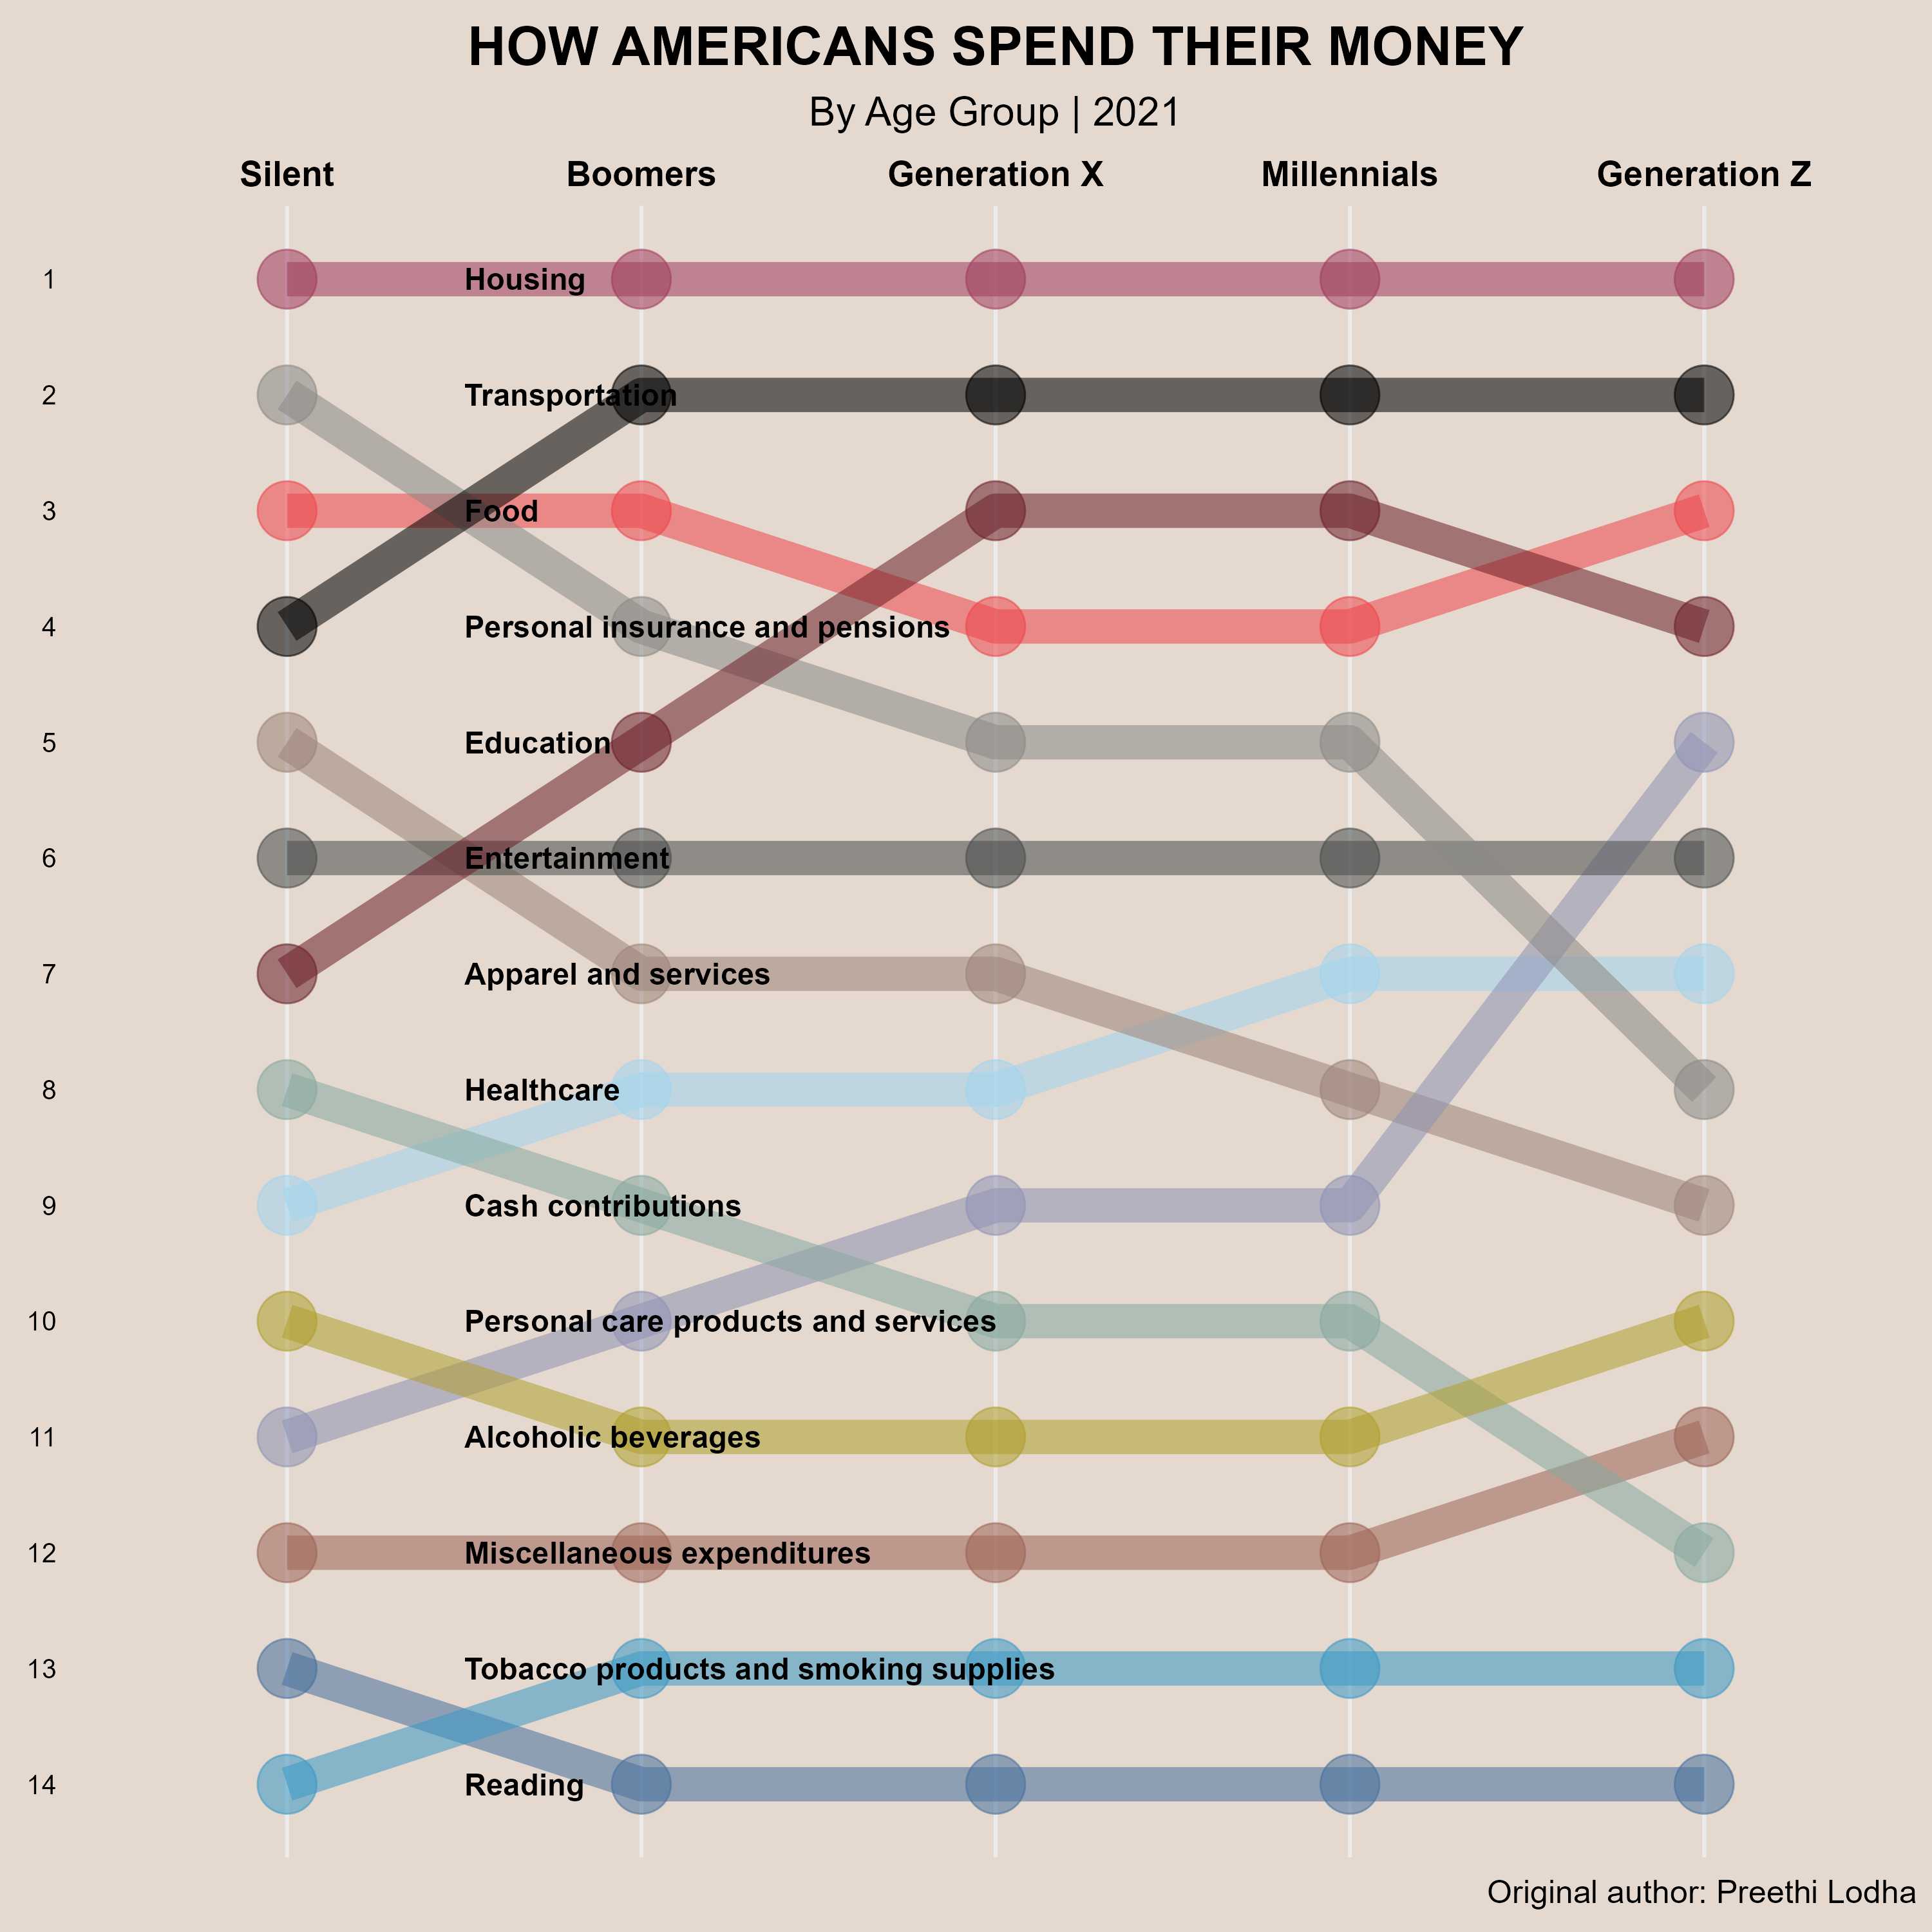 HOW AMERICANS SPEND THEIR MONEY
By Age Group | 2021
Silent Boomers Generation X Millennials Generation Z
1 Housing
2 Transportation
3 Food
4 Personal insurance and pensions
5 Education
6 Entertainment
7 Apparel and services
8 Healthcare
9 Cash contributions
10 Personal care products and services
11 Alcoholic beverages
12 Miscellaneous expenditures
13 Tobacco products and smoking supplies
14 Reading
Original author: Preethi Lodha